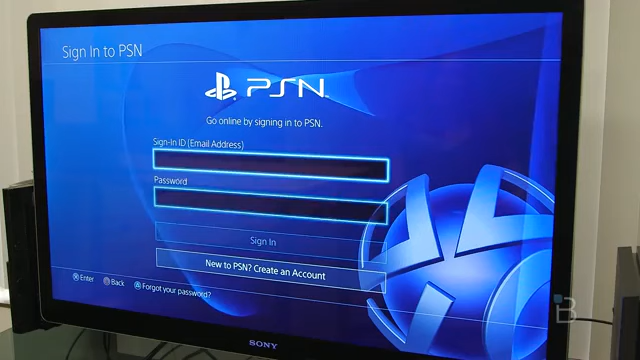 Sign In to PSN
PSN
Go online by signing in to PSN.
Sign-In ID (Email Address)
Password
Sign In
New to PSN? Create an Account
Enter Back Forgot your password?
SONY
B